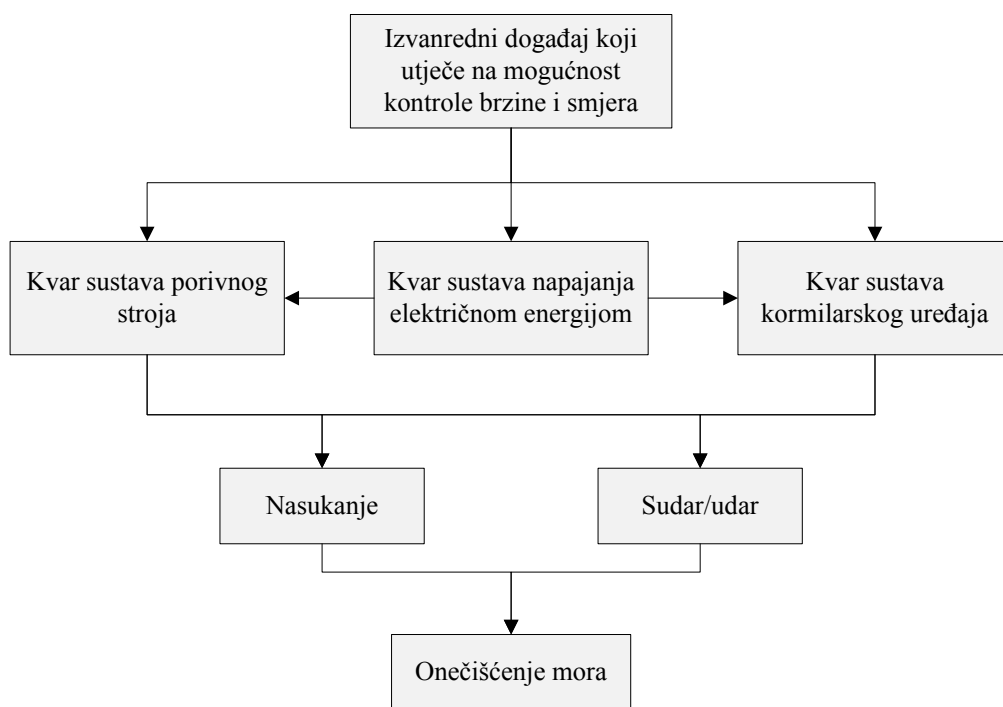 Izvanredni događaj koji
utječe na mogućnost
kontrole brzine i smjera
Kvar sustava porivnog
stroja
Kvar sustava napajanja
električnom energijom
Kvar sustava
kormilarskog uređaja
Nasukanje
Sudar/udar
Onečišćenje mora